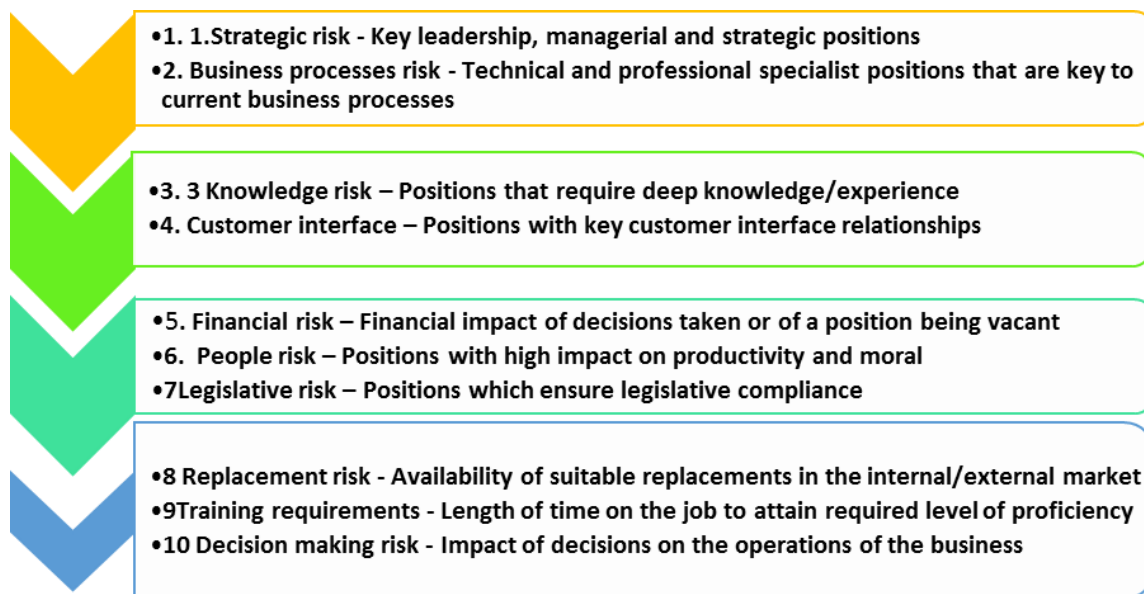 •1. 1.Strategic risk - Key leadership, managerial and strategic positions
•2. Business processes risk - Technical and professional specialist positions that are key to
current business processes
•3. 3 Knowledge risk – Positions that require deep knowledge/experience
•4. Customer interface – Positions with key customer interface relationships
•5. Financial risk – Financial impact of decisions taken or of a position being vacant
•6.  People risk – Positions with high impact on productivity and moral
•7Legislative risk – Positions which ensure legislative compliance
•8 Replacement risk - Availability of suitable replacements in the internal/external market
•9Training requirements - Length of time on the job to attain required level of proficiency
•10 Decision making risk - Impact of decisions on the operations of the business